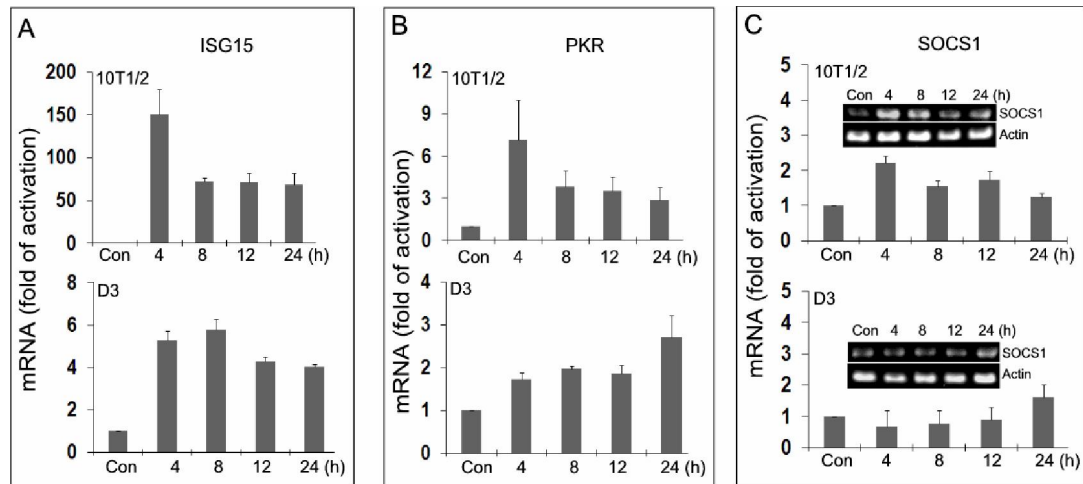 A
ISG15
mRNA (fold of activation)
10T1/2
200
150
100
50
0
Con 4 8 12 24 (h)
D3
8
6
4
2
0
Con 4 8 12 24 (h)
B
PKR
mRNA (fold of activation)
10T1/2
12
9
6
3
0
Con 4 8 12 24 (h)
D3
4
3
2
1
0
Con 4 8 12 24 (h)
C
SOCS1
mRNA (fold of activation)
10T1/2
5
4
3
2
1
0
Con 4 8 12 24 (h)
SOCS1
Actin
Con 4 8 12 24 (h)
D3
5
4
3
2
1
0
Con 4 8 12 24 (h)
SOCS1
Actin
Con 4 8 12 24 (h)